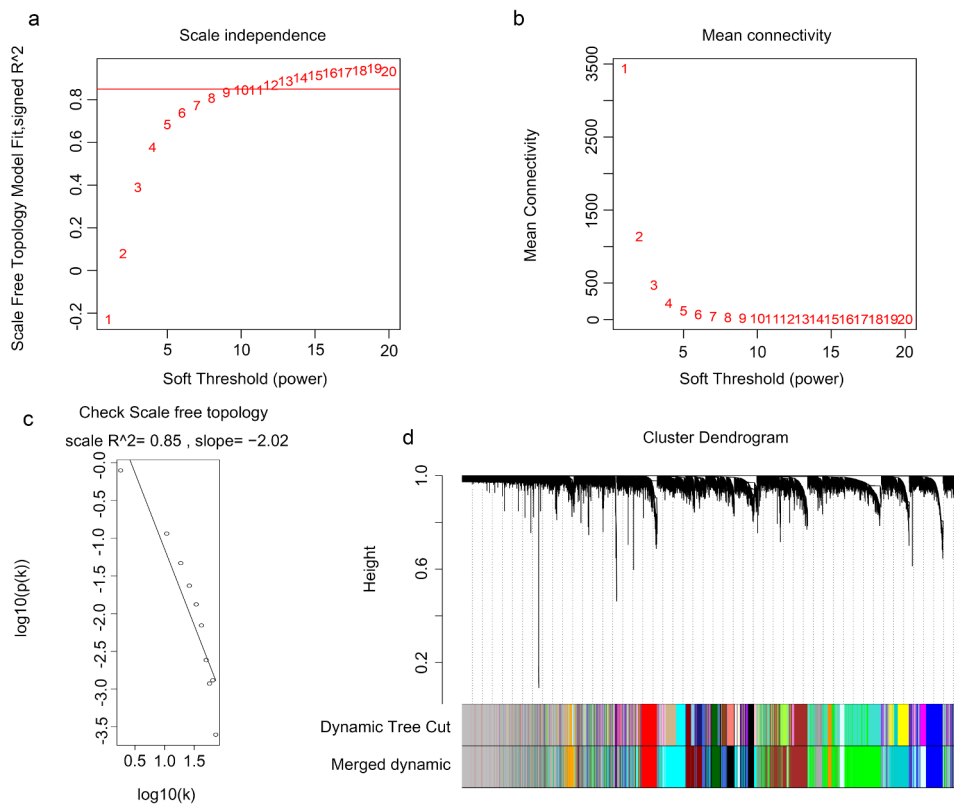 a
Scale independence
Scale Free Topology Model Fit,signed R^2
0.8
0.6
0.4
0.2
0
-0.2
1 2 3 4 5 6 7 8 9 10 11 12 13 14 15 16 17 18 19 20
5 10 15 20
Soft Threshold (power)
b
Mean connectivity
Mean Connectivity
3500
2500
1500
500
0
1 2 3 4 5 6 7 8 9 10 11 12 13 14 15 16 17 18 19 20
5 10 15 20
Soft Threshold (power)
c
Check Scale free topology
scale R^2= 0.85 , slope= −2.02
log10(p(k))
-0.0
-0.5
-1.0
-1.5
-2.0
-2.5
-3.0
-3.5
0.5 1.0 1.5
log10(k)
d
Cluster Dendrogram
Height
1.0
0.6
0.2
Dynamic Tree Cut
Merged dynamic